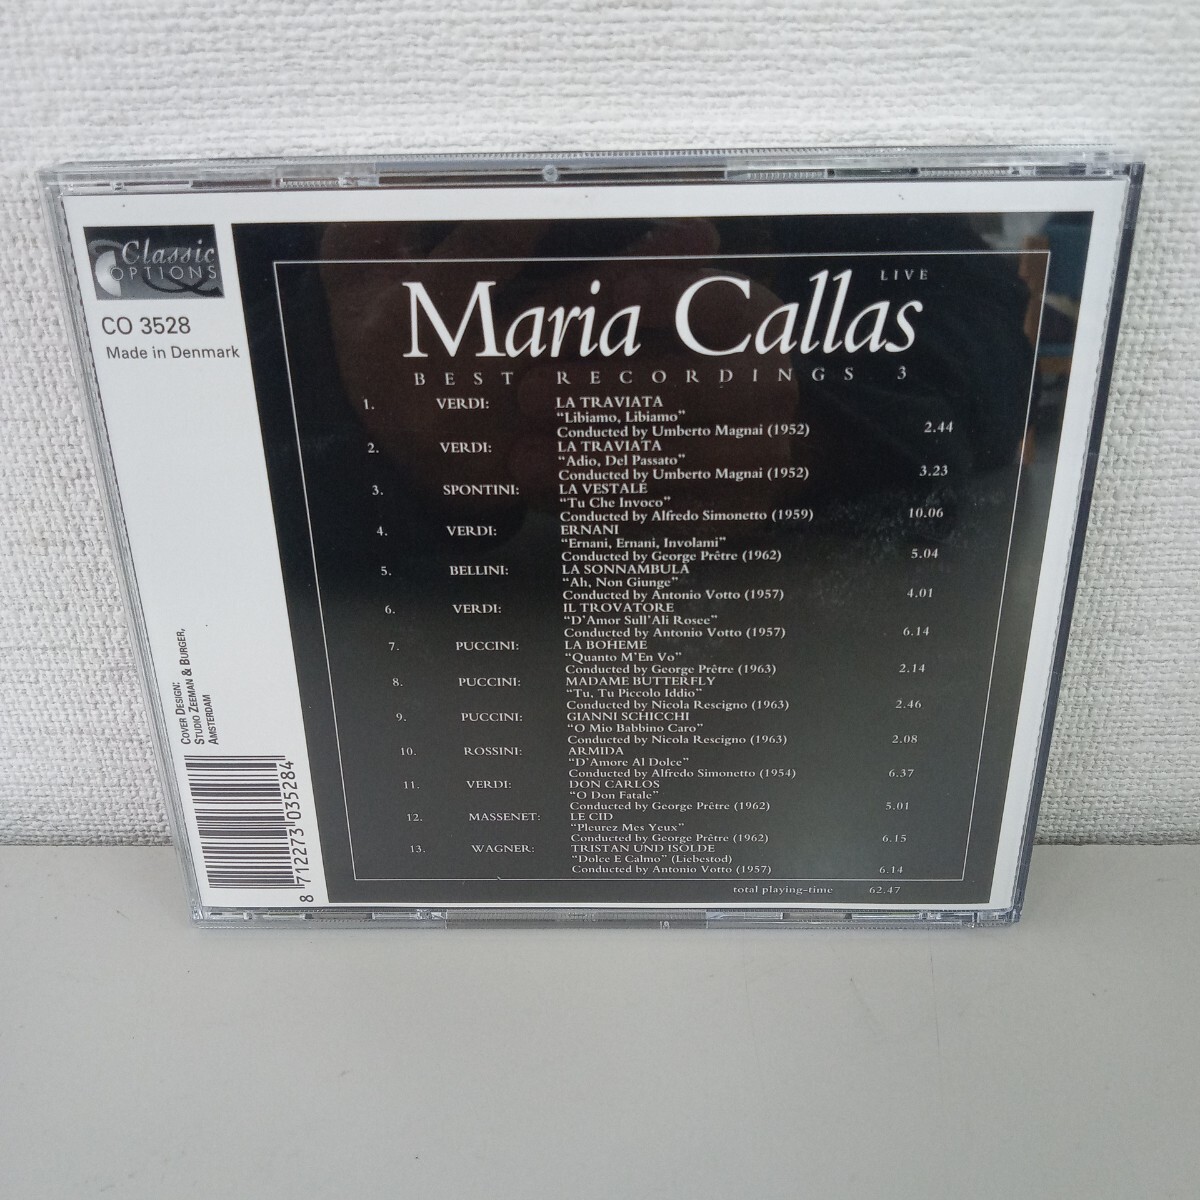 Classic
OPTIONS
CO 3528
Made in Denmark
LIVE
Maria Callas
BEST RECORDINGS 3
1. VERDI: LA TRAVIATA
"Libiamo, Libiamo"
Conducted by Umberto Magnai (1952) 2.44
2. VERDI: LA TRAVIATA
"Adio, Del Passato"
Conducted by Umberto Magnai (1952) 3.23
3. SPONTINI: LA VESTALE
"Tu Che Invoco"
Conducted by Alfredo Simonetto (1959) 10.06
4. VERDI: ERNANI
"Ernani, Ernani, Involami"
Conducted by George Prêtre (1962) 5.04
5. BELLINI: LA SONNAMBULA
"Ah, Non Giunge"
Conducted by Antonio Votto (1957) 4.01
6. VERDI: IL TROVATORE
"D'Amor Sull'Ali Rosee"
Conducted by Antonio Votto (1957) 6.14
7. PUCCINI: LA BOHEME
"Quanto M'En Vo"
Conducted by George Prêtre (1963) 2.14
8. PUCCINI: MADAME BUTTERFLY
"Tu, Tu Piccolo Iddio"
Conducted by Nicola Rescigno (1963) 2.46
9. PUCCINI: GIANNI SCHICCHI
"O Mio Babbino Caro"
Conducted by Nicola Rescigno (1963) 2.08
10. ROSSINI: ARMIDA
"D'Amore Al Dolce"
Conducted by Alfredo Simonetto (1954) 6.37
11. VERDI: DON CARLOS
"O Don Fatale"
Conducted by George Prêtre (1962) 5.01
12. MASSENET: LE CID
"Pleurez Mes Yeux"
Conducted by George Prêtre (1962) 6.15
13. WAGNER: TRISTAN UND ISOLDE
"Dolce E Calmo" (Liebestod)
Conducted by Antonio Votto (1957) 6.14
total playing-time 62.47
COVER DESIGN:
STUDIO ZEEMAN & BURGER,
AMSTERDAM
8 712273 035284